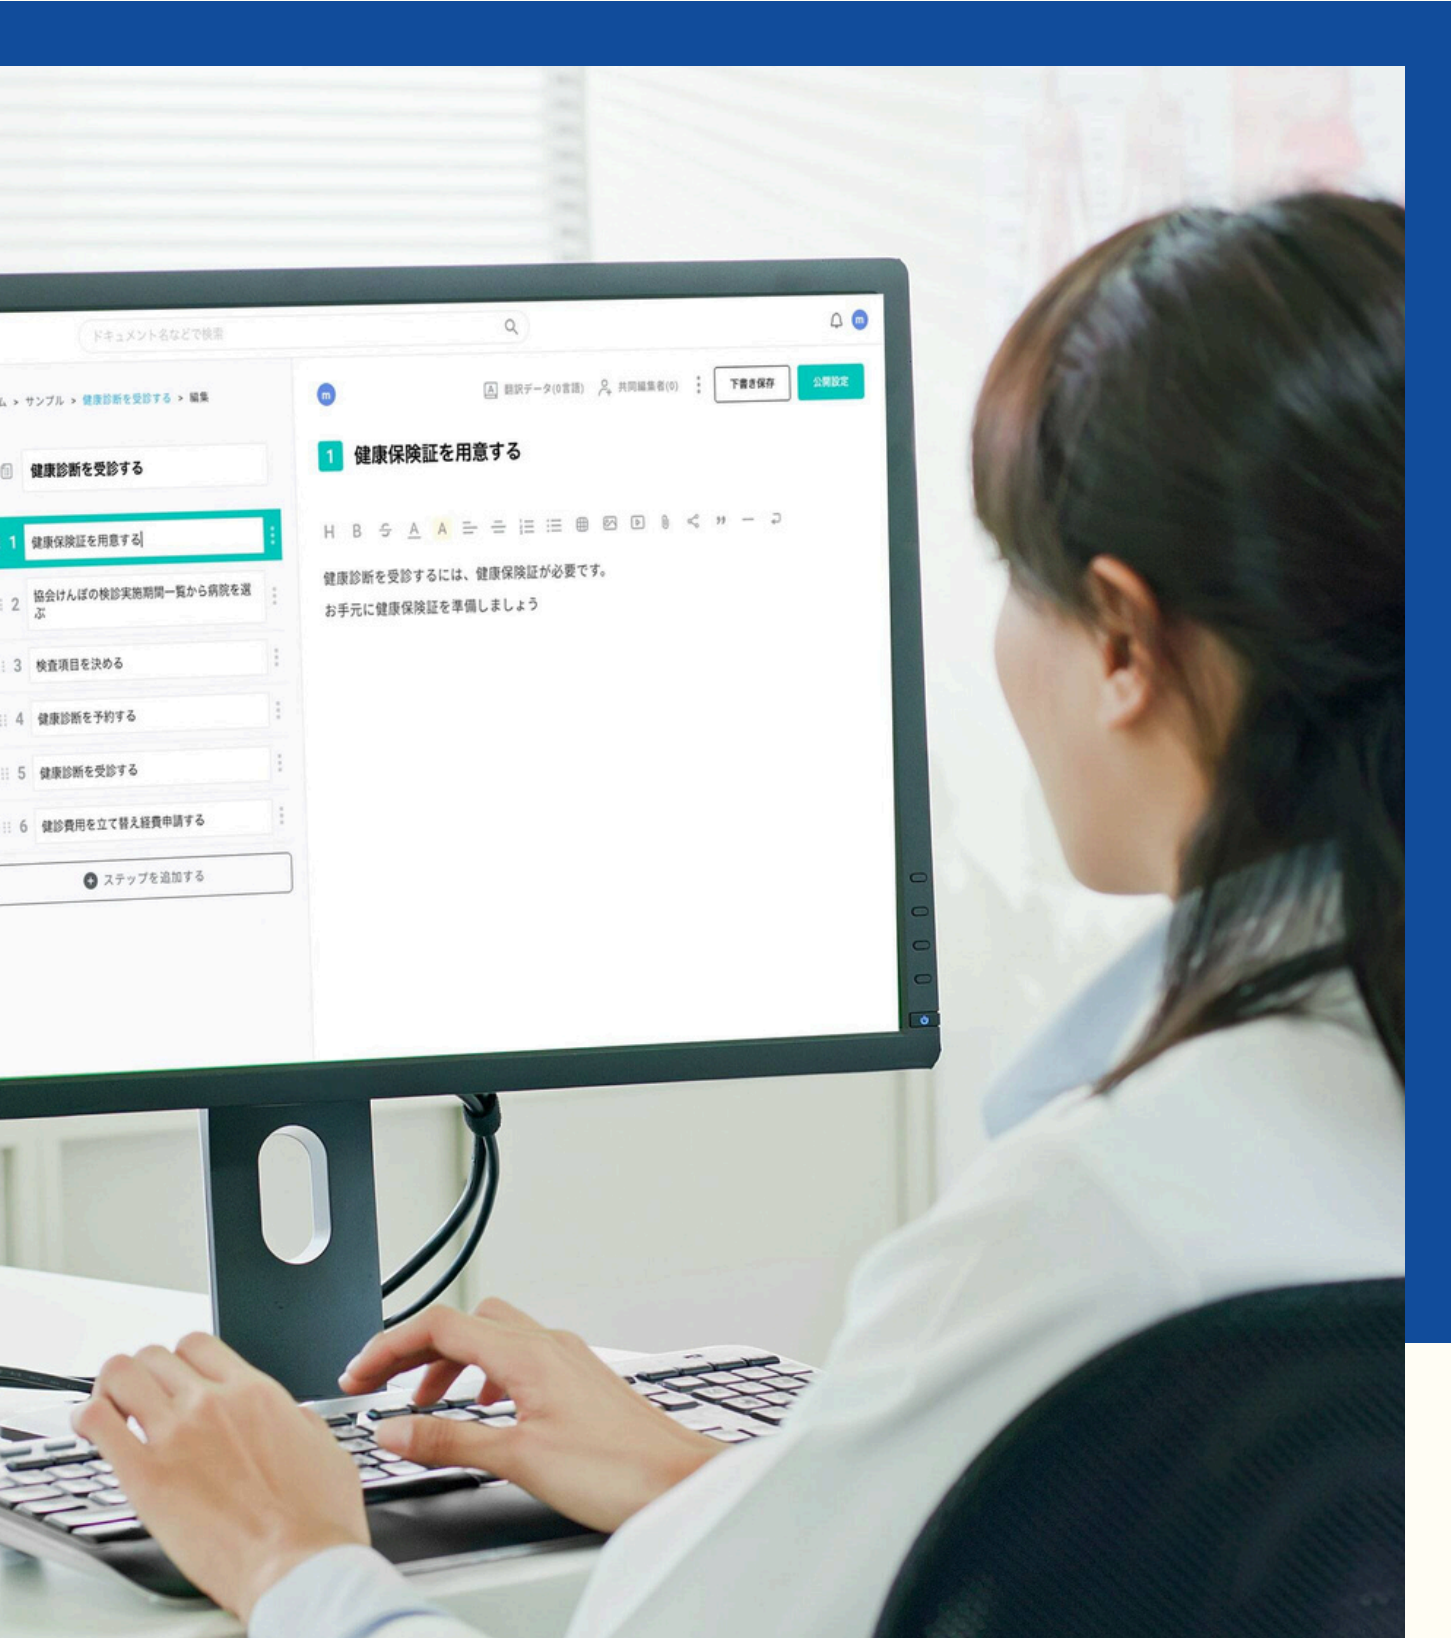 ドキュメント名などで検索
m
ム > サンプル > 健康診断を受診する > 編集
m
翻訳データ(0言語)
共同編集者(0)
下書き保存
公開設定
健康診断を受診する
1 健康保険証を用意する
1 健康保険証を用意する
2 協会けんぽの検診実施期間一覧から病院を選
ぶ
3 検査項目を決める
4 健康診断を予約する
5 健康診断を受診する
6 健診費用を立て替え経費申請する
ステップを追加する
H B S A A
健康診断を受診するには、健康保険証が必要です。
お手元に健康保険証を準備しましょう